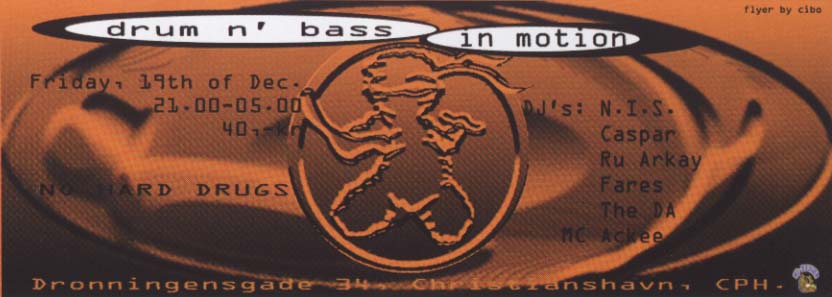 flyer by cibo
drum n' bass
in motion
Friday, 19th of Dec.
21.00-05.00
40,-kr
NO HARD DRUGS
DJ's: N.I.S.
Caspar
Ru Arkay
Fares
The DA
MC Ackee
Dronningensgade 34, Christianshavn, CPH.